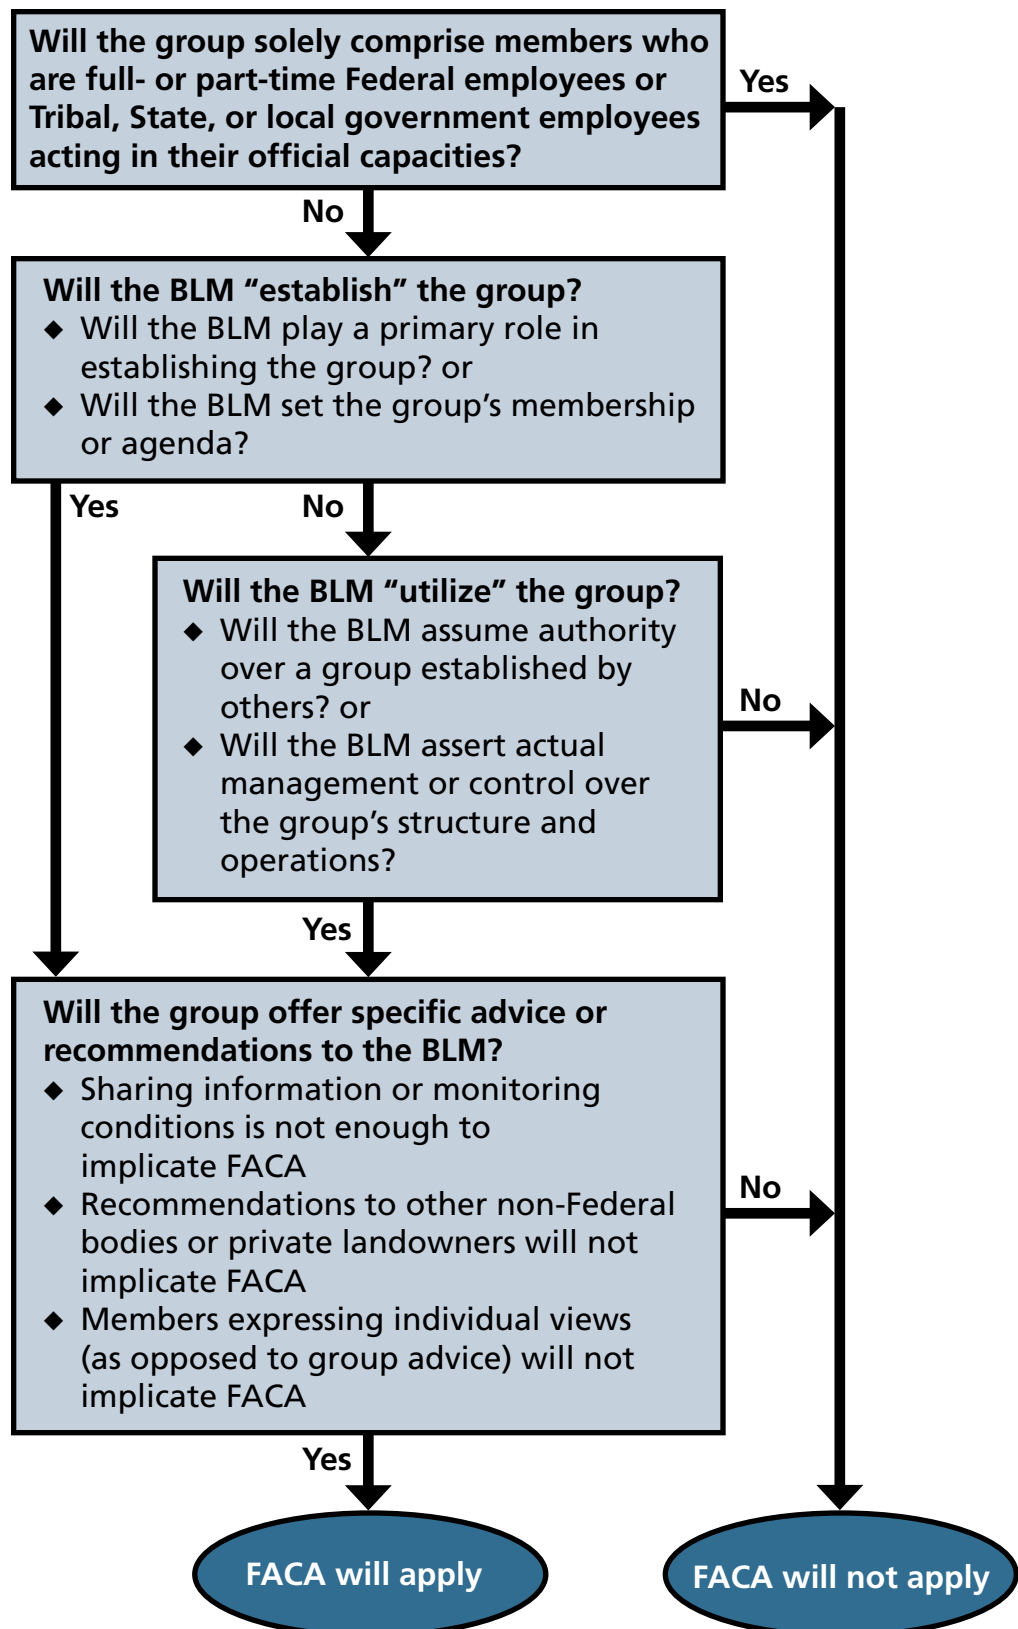 Will the group solely comprise members who
are full- or part-time Federal employees or
Tribal, State, or local government employees
acting in their official capacities?
Yes
No
Will the BLM “establish” the group?
◆ Will the BLM play a primary role in
establishing the group? or
◆ Will the BLM set the group’s membership
or agenda?
Yes
No
Will the BLM “utilize” the group?
◆ Will the BLM assume authority
over a group established by
others? or
◆ Will the BLM assert actual
management or control over
the group’s structure and
operations?
No
Yes
Will the group offer specific advice or
recommendations to the BLM?
◆ Sharing information or monitoring
conditions is not enough to
implicate FACA
◆ Recommendations to other non-Federal
bodies or private landowners will not
implicate FACA
◆ Members expressing individual views
(as opposed to group advice) will not
implicate FACA
No
Yes
FACA will apply
FACA will not apply